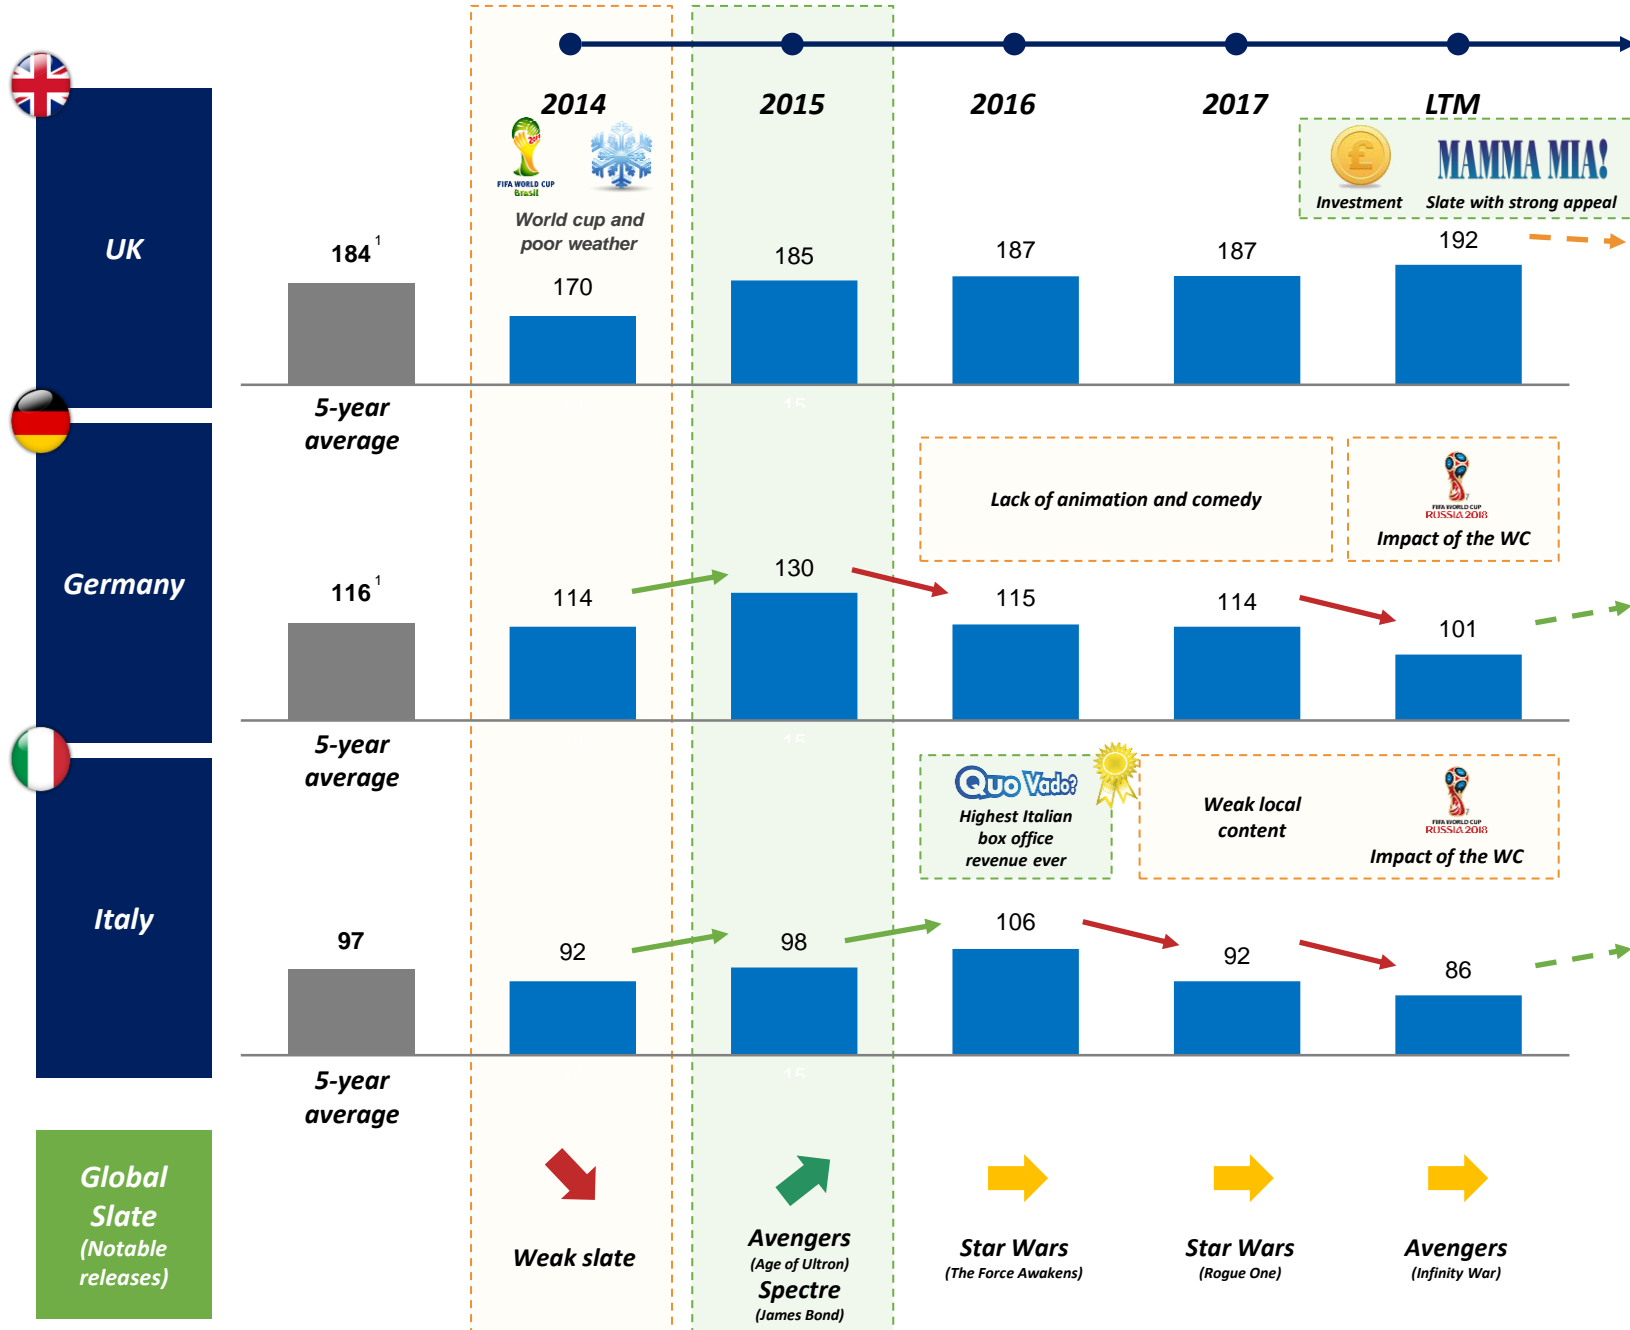 2014
2015
2016
2017
LTM
FIFA WORLD CUP
Brasil
World cup and
poor weather
£
MAMMA MIA!
Investment
Slate with strong appeal
UK
184 1
170
185
187
187
192
5-year
average
15
Lack of animation and comedy
FIFA WORLD CUP
RUSSIA 2018
Impact of the WC
Germany
116 1
114
130
115
114
101
5-year
average
15
Quo Vado?
Highest Italian
box office
revenue ever
Weak local
content
FIFA WORLD CUP
RUSSIA 2018
Impact of the WC
Italy
97
92
98
106
92
86
5-year
average
15
Global
Slate
(Notable
releases)
Weak slate
Avengers
(Age of Ultron)
Spectre
(James Bond)
Star Wars
(The Force Awakens)
Star Wars
(Rogue One)
Avengers
(Infinity War)